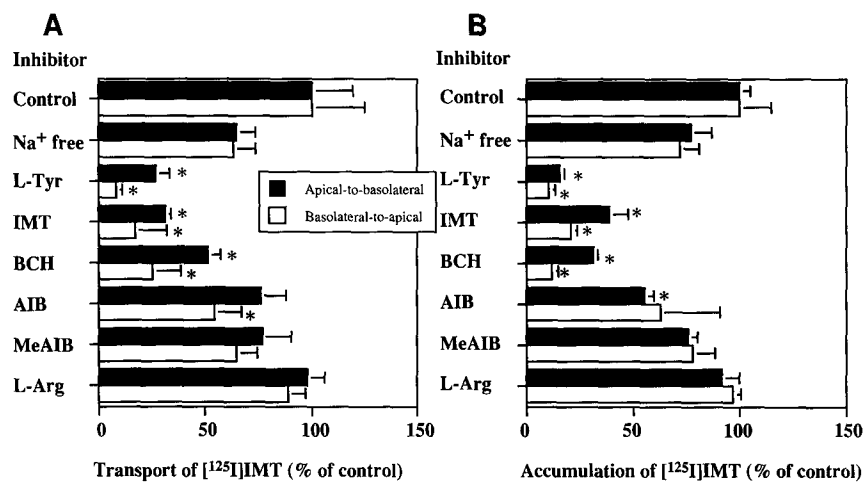 A
Inhibitor
Control
Na+ free
L-Tyr
IMT
BCH
AIB
MeAIB
L-Arg
* * * * * * *
0 50 100 150
Transport of [125I]IMT (% of control)
Apical-to-basolateral
Basolateral-to-apical
B
Inhibitor
Control
Na+ free
L-Tyr
IMT
BCH
AIB
MeAIB
L-Arg
* * * * * * *
0 50 100 150
Accumulation of [125I]IMT (% of control)